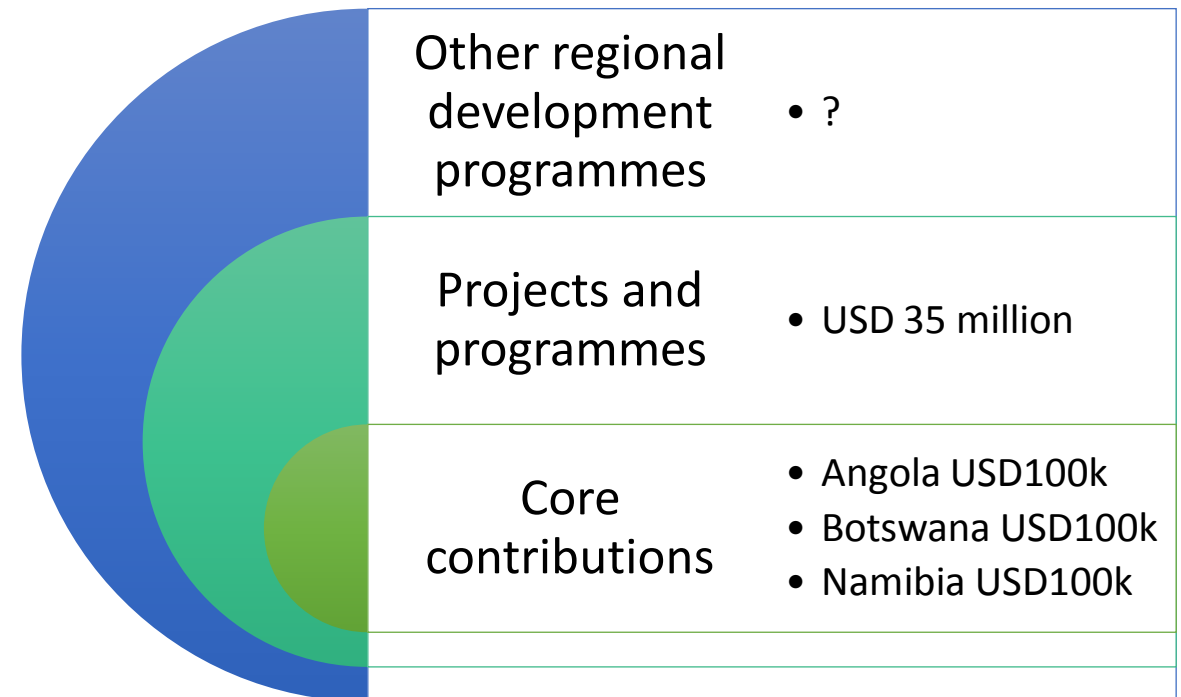 Other regional
development
programmes
• ?
Projects and
programmes
• USD 35 million
Core
contributions
• Angola USD100k
• Botswana USD100k
• Namibia USD100k